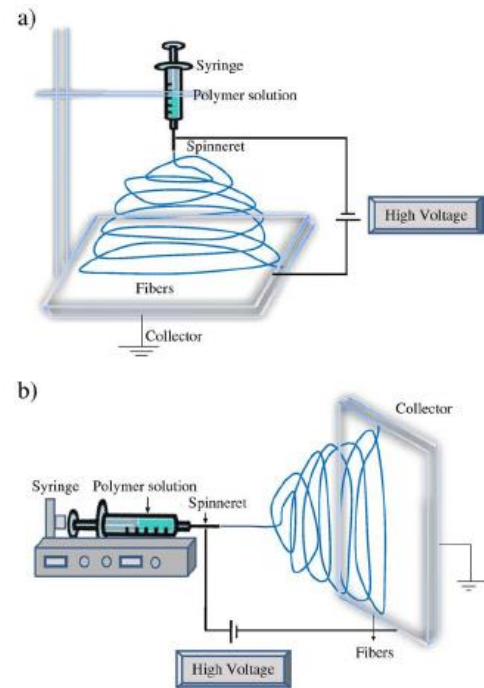 a)
Syringe
Polymer solution
Spinneret
High Voltage
Fibers
Collector
b)
Collector
Syringe
Polymer solution
Spinneret
Fibers
High Voltage